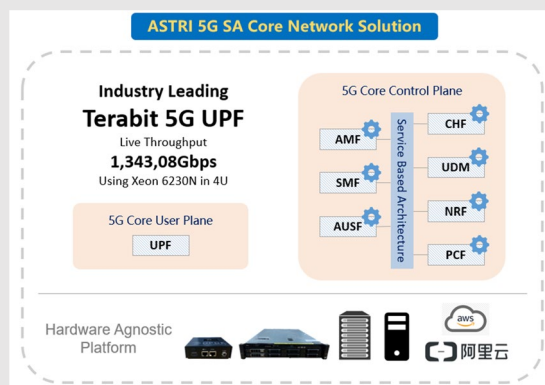 ASTRI 5G SA Core Network Solution
Industry Leading
Terabit 5G UPF
Live Throughput
1,343,08Gbps
Using Xeon 6230N in 4U
5G Core User Plane
UPF
5G Core Control Plane
AMF
SMF
AUSF
Service Based Architecture
CHF
UDM
NRF
PCF
Hardware Agnostic
Platform
aws
阿里云